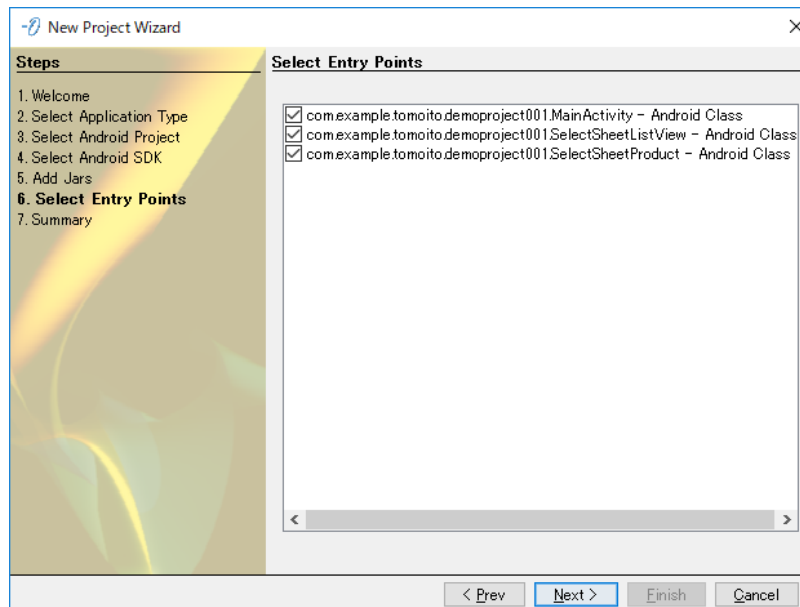 New Project Wizard
Steps
1. Welcome
2. Select Application Type
3. Select Android Project
4. Select Android SDK
5. Add Jars
6. Select Entry Points
7. Summary
Select Entry Points
com.example.tomoito.demoproject001.MainActivity - Android Class
com.example.tomoito.demoproject001.SelectSheetListView - Android Class
com.example.tomoito.demoproject001.SelectSheetProduct - Android Class
< Prev
Next >
Finish
Cancel